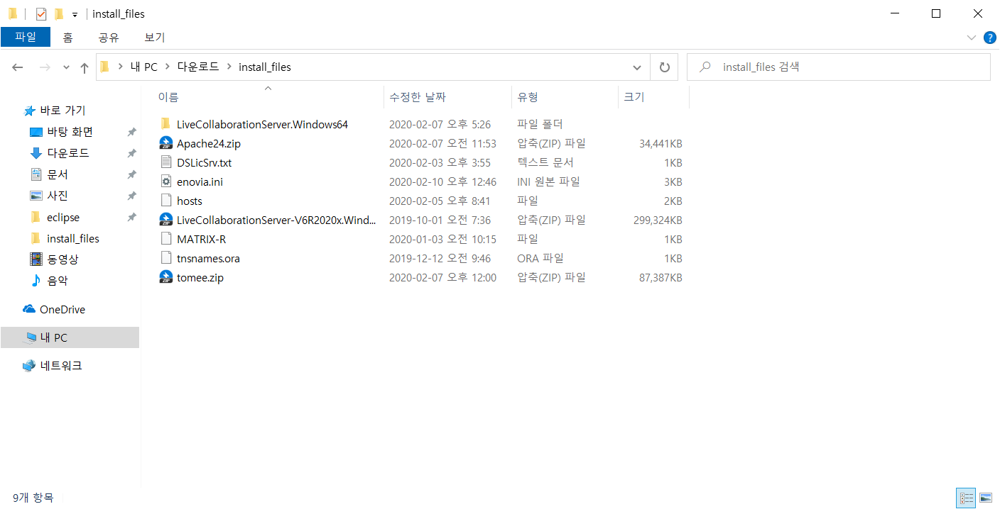 install_files
파일 홈 공유 보기
내 PC 다운로드 install_files install_files 검색
이름 수정한 날짜 유형 크기
바로 가기
바탕 화면
다운로드
문서
사진
eclipse
install_files
동영상
음악
OneDrive
내 PC
네트워크
LiveCollaborationServer.Windows64 2020-02-07 오후 5:26 파일 폴더
ZIP Apache24.zip 2020-02-07 오전 11:53 압축(ZIP) 파일 34,441KB
DSLicSrv.txt 2020-02-03 오후 3:55 텍스트 문서 1KB
enovia.ini 2020-02-10 오후 12:46 INI 원본 파일 3KB
hosts 2020-02-05 오후 8:41 파일 2KB
ZIP LiveCollaborationServer-V6R2020x.Wind... 2019-10-01 오전 7:36 압축(ZIP) 파일 299,324KB
MATRIX-R 2020-01-03 오전 10:15 파일 1KB
tnsnames.ora 2019-12-12 오전 9:46 ORA 파일 1KB
ZIP tomee.zip 2020-02-07 오후 12:00 압축(ZIP) 파일 87,387KB
9개 항목